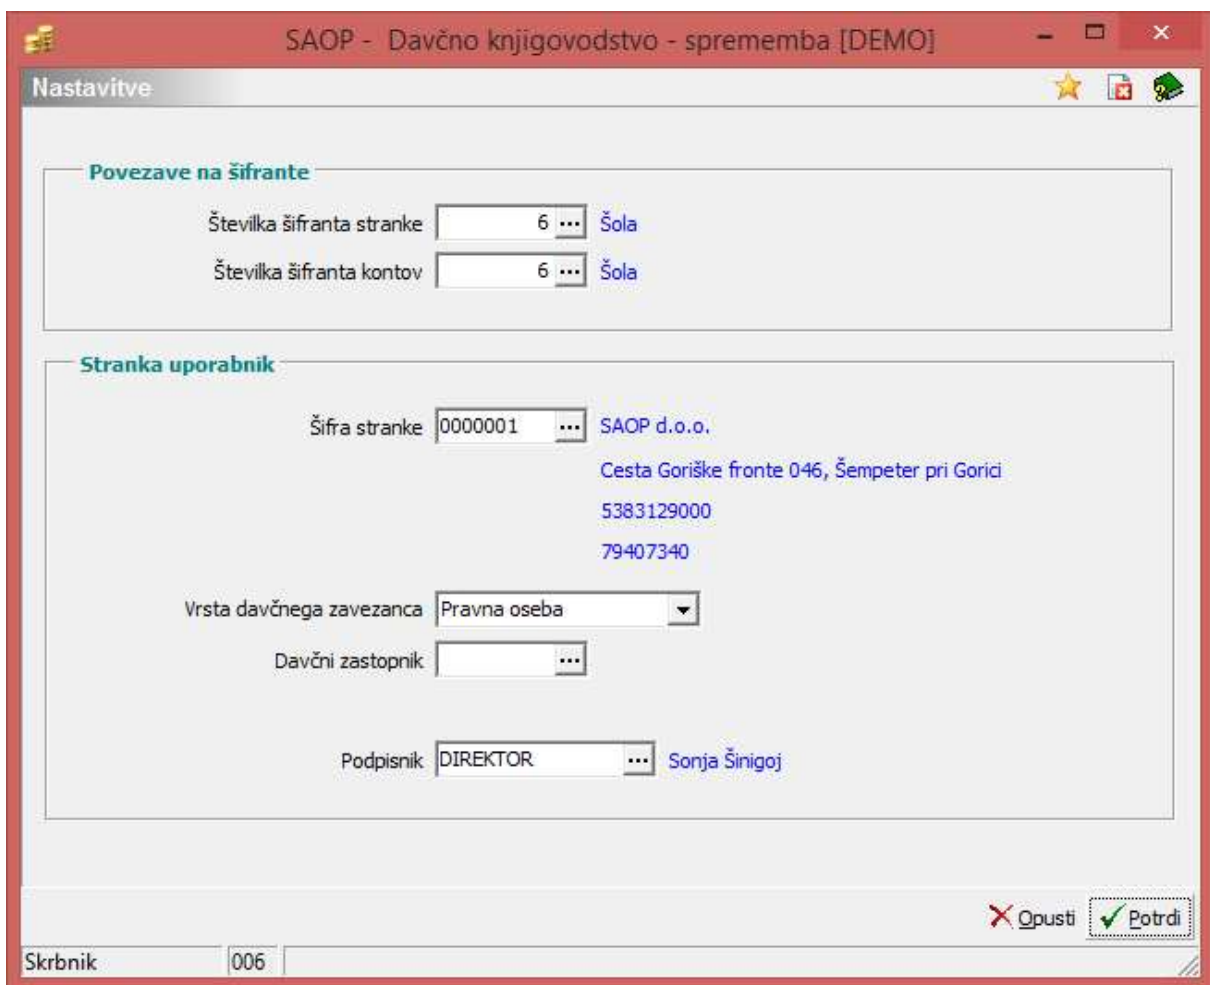 SAOP - Davčno knjigovodstvo - sprememba [DEMO]
Nastavitve
Povezave na šifrante
Številka šifranta stranke 6 ... Šola
Številka šifranta kontov 6 ... Šola
Stranka uporabnik
Šifra stranke 0000001 ... SAOP d.o.o.
Cesta Goriške fronte 046, Šempeter pri Gorici
5383129000
79407340
Vrsta davčnega zavezanca Pravna oseba
Davčni zastopnik ...
Podpisnik DIREKTOR ... Sonja Šinigoj
Opusti Potrdi
Skrbnik 006